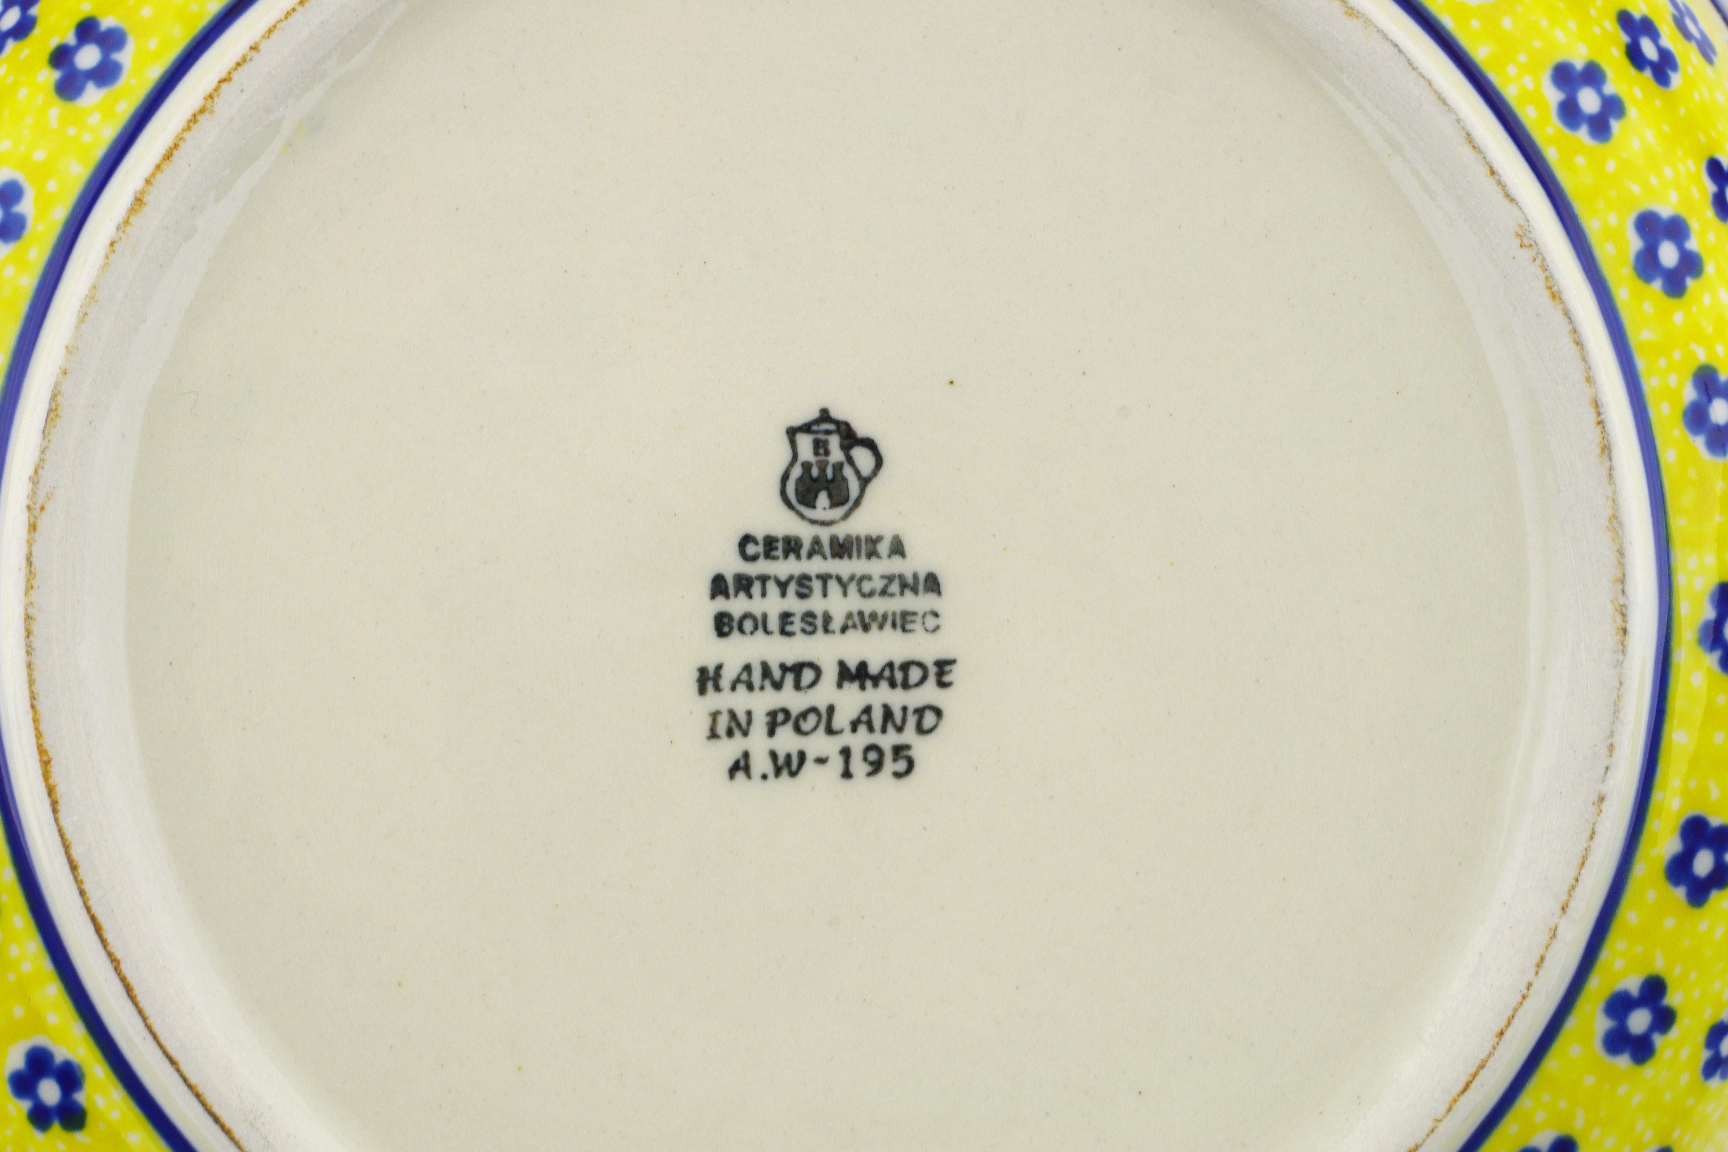 B
CERAMIKA
ARTYSTYCZNA
BOLESŁAWIEC
HAND MADE
IN POLAND
A.W-195